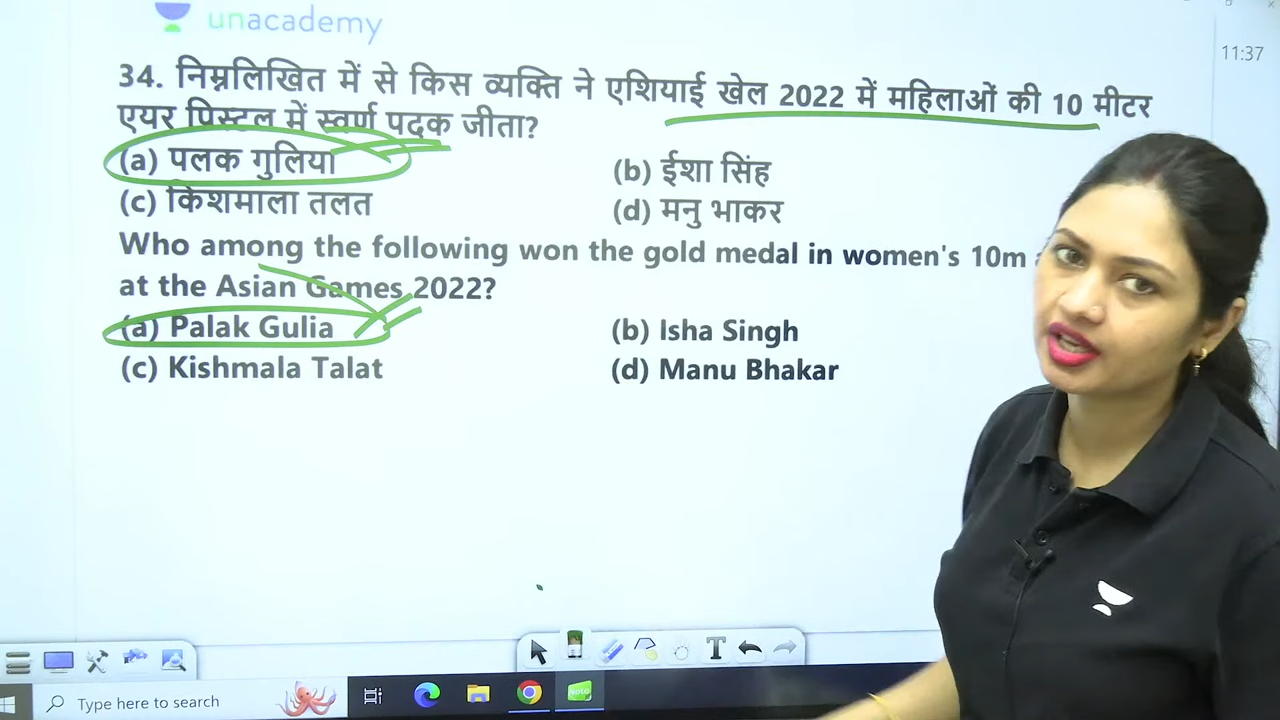 unacademy
11:37
34. निम्नलिखित में से किस व्यक्ति ने एशियाई खेल 2022 में महिलाओं की 10 मीटर
एयर पिस्टल में स्वर्ण पदक जीता?
(a) पलक गुलिया (b) ईशा सिंह
(c) किशमाला तलत (d) मनु भाकर
Who among the following won the gold medal in women's 10m
at the Asian Games 2022?
(a) Palak Gulia (b) Isha Singh
(c) Kishmala Talat (d) Manu Bhakar
T
Type here to search